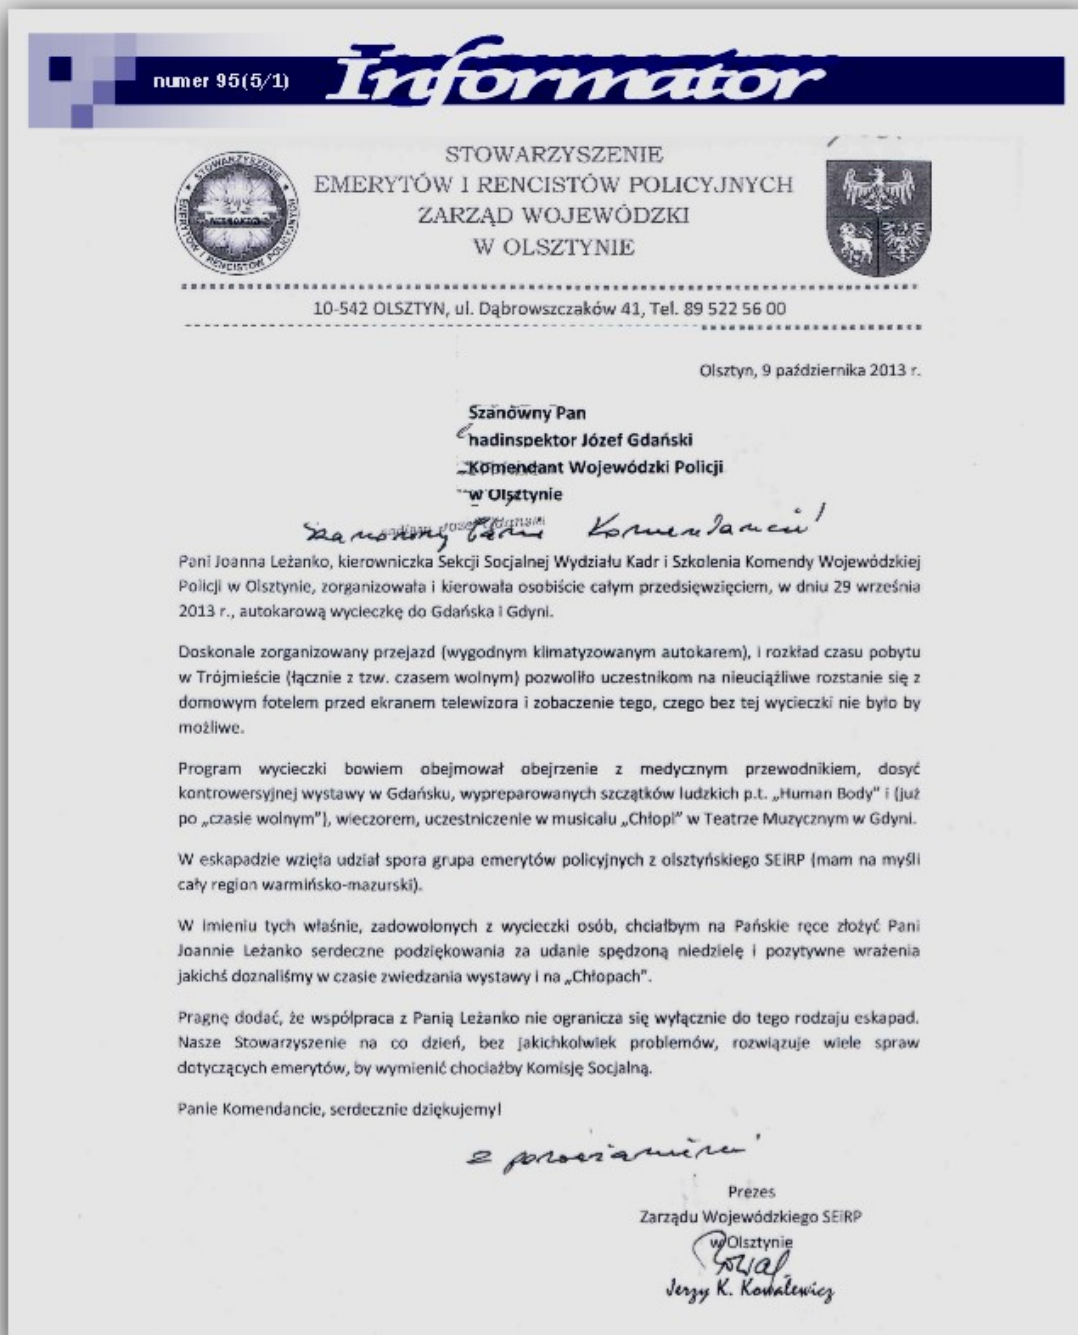 numer 95(5/1)
Informator
STOWARZYSZENIE
EMERYTÓW I RENCISTÓW POLICYJNYCH
ZARZĄD WOJEWÓDZKI
W OLSZTYNIE
STOWARZYSZENIE
EMERYTÓW I RENCISTÓW POLICYJNYCH
10-542 OLSZTYN, ul. Dąbrowszczaków 41, Tel. 89 522 56 00
Olsztyn, 9 października 2013 r.
Szanowny Pan
nadinspektor Józef Gdański
Komendant Wojewódzki Policji
w Olsztynie
Szanowny Panie Komendancie!
Pani Joanna Leżanko, kierowniczka Sekcji Socjalnej Wydziału Kadr i Szkolenia Komendy Wojewódzkiej
Policji w Olsztynie, zorganizowała i kierowała osobiście całym przedsięwzięciem, w dniu 29 września
2013 r., autokarową wycieczkę do Gdańska i Gdyni.
Doskonale zorganizowany przejazd (wygodnym klimatyzowanym autokarem), i rozkład czasu pobytu
w Trójmieście (łącznie z tzw. czasem wolnym) pozwoliło uczestnikom na nieuciążliwe rozstanie się z
domowym fotelem przed ekranem telewizora i zobaczenie tego, czego bez tej wycieczki nie było by
możliwe.
Program wycieczki bowiem obejmował obejrzenie z medycznym przewodnikiem, dosyć
kontrowersyjnej wystawy w Gdańsku, wypreparowanych szczątków ludzkich p.t. „Human Body" i (już
po „czasie wolnym"), wieczorem, uczestniczenie w musicalu „Chłopi" w Teatrze Muzycznym w Gdyni.
W eskapadzie wzięła udział spora grupa emerytów policyjnych z olsztyńskiego SEiRP (mam na myśli
cały region warmińsko-mazurski).
W imieniu tych właśnie, zadowolonych z wycieczki osób, chciałbym na Pańskie ręce złożyć Pani
Joannie Leżanko serdeczne podziękowania za udanie spędzoną niedzielę i pozytywne wrażenia
jakichś doznaliśmy w czasie zwiedzania wystawy i na „Chłopach".
Pragnę dodać, że współpraca z Panią Leżanko nie ogranicza się wyłącznie do tego rodzaju eskapad.
Nasze Stowarzyszenie na co dzień, bez jakichkolwiek problemów, rozwiązuje wiele spraw
dotyczących emerytów, by wymienić chociażby Komisję Socjalną.
Panie Komendancie, serdecznie dziękujemy!
Z poważaniem
Prezes
Zarządu Wojewódzkiego SEiRP
w Olsztynie
Jerzy K. Kowalewicz